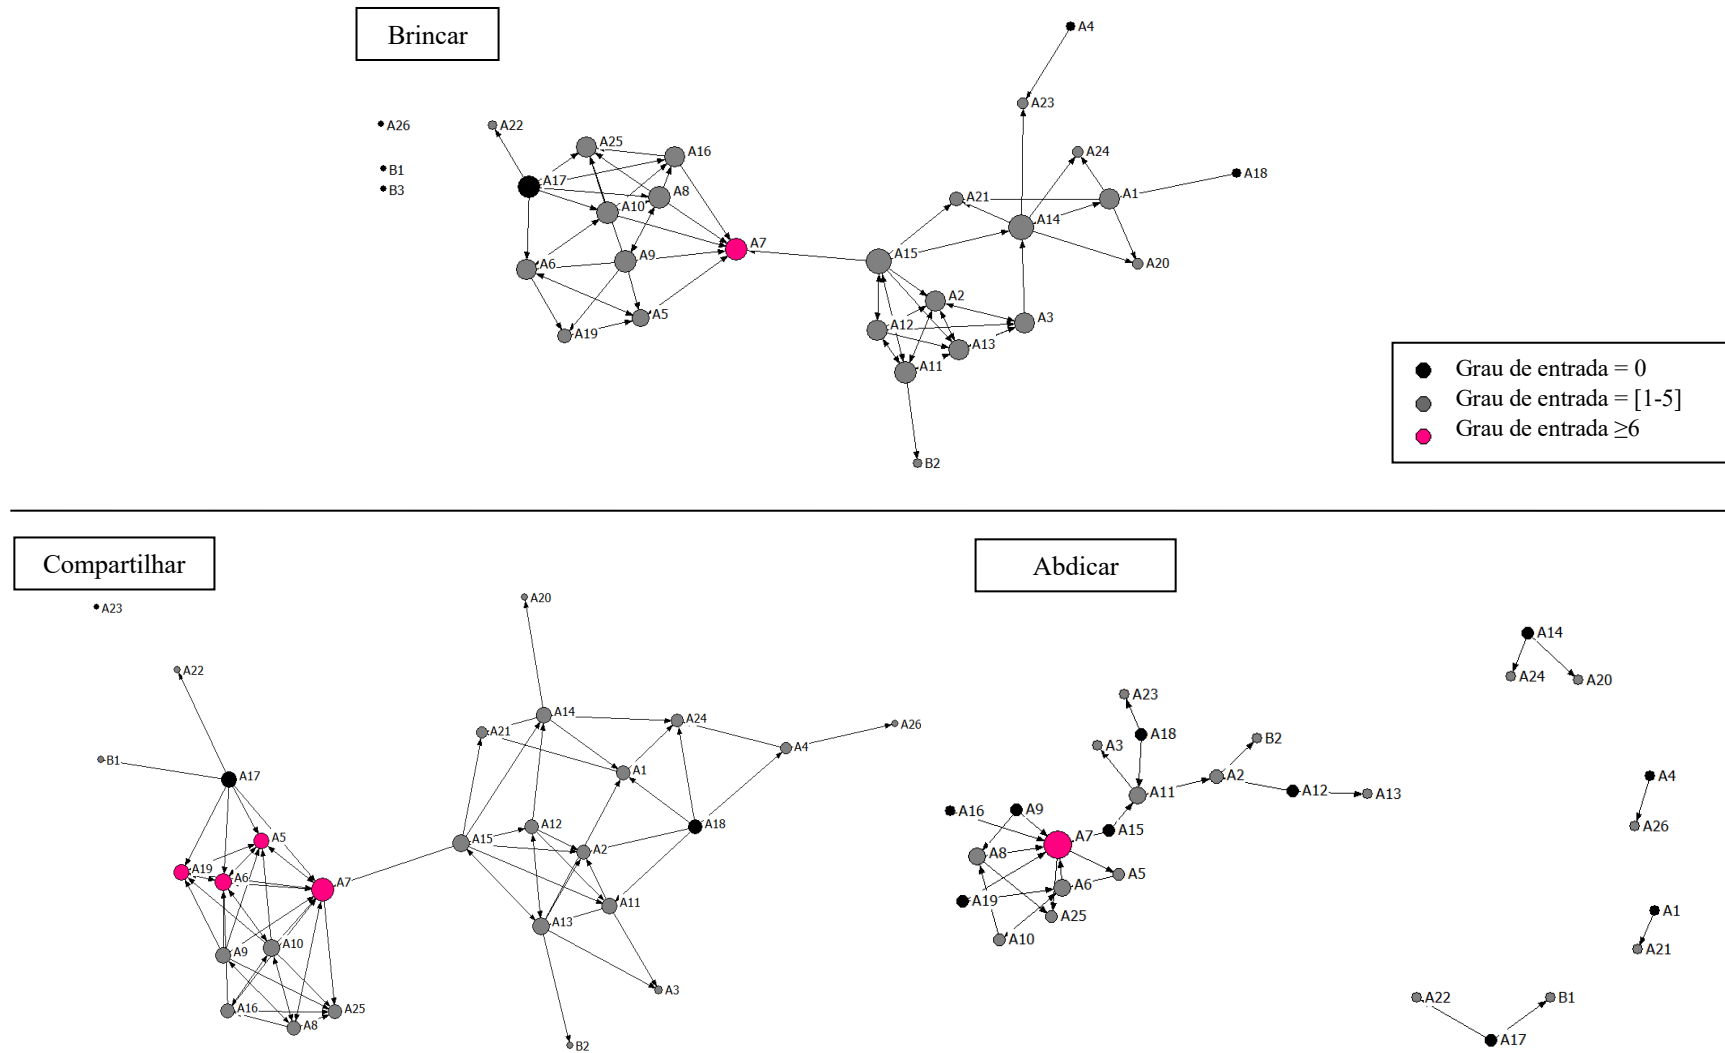 Brincar
A4
A23
A26
A22
A25
A16
A24
B1
A17
A8
A18
B3
A10
A21
A1
A14
A7
A15
A9
A6
A20
A2
A5
A12
A3
A19
A13
A11
B2
Grau de entrada = 0
Grau de entrada = [1-5]
Grau de entrada ≥6
Compartilhar
A23
A20
A22
A14
A24
A26
A21
A4
B1
A17
A1
A12
A18
A5
A15
A2
A19
A6
A7
A11
A13
A10
A9
A3
A16
A25
A8
B2
Abdicar
A14
A24
A20
A23
A18
B2
A3
A2
A4
A11
A12
A13
A16
A9
A15
A26
A7
A8
A5
A6
A19
A25
A1
A10
A21
A22
B1
A17